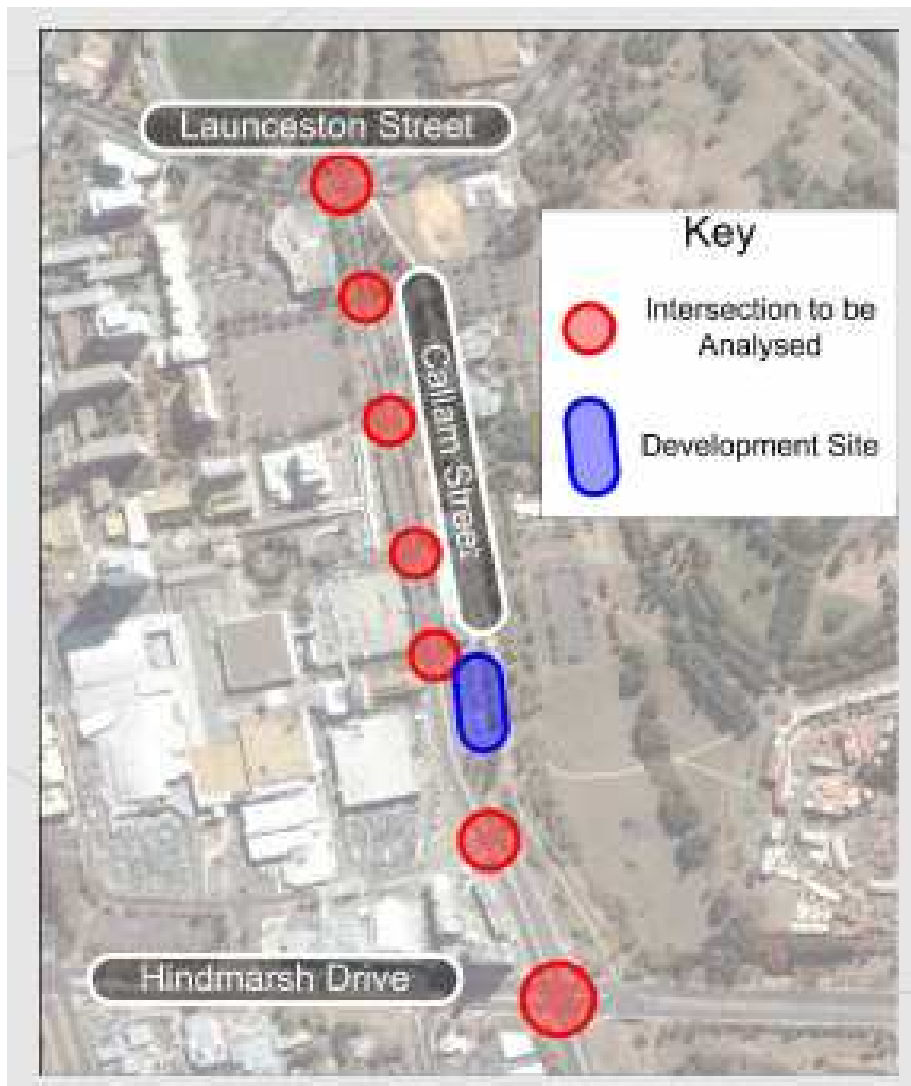 Launceston Street
Key
Intersection to be
Analysed
Callam Street
Development Site
Hindmarsh Drive